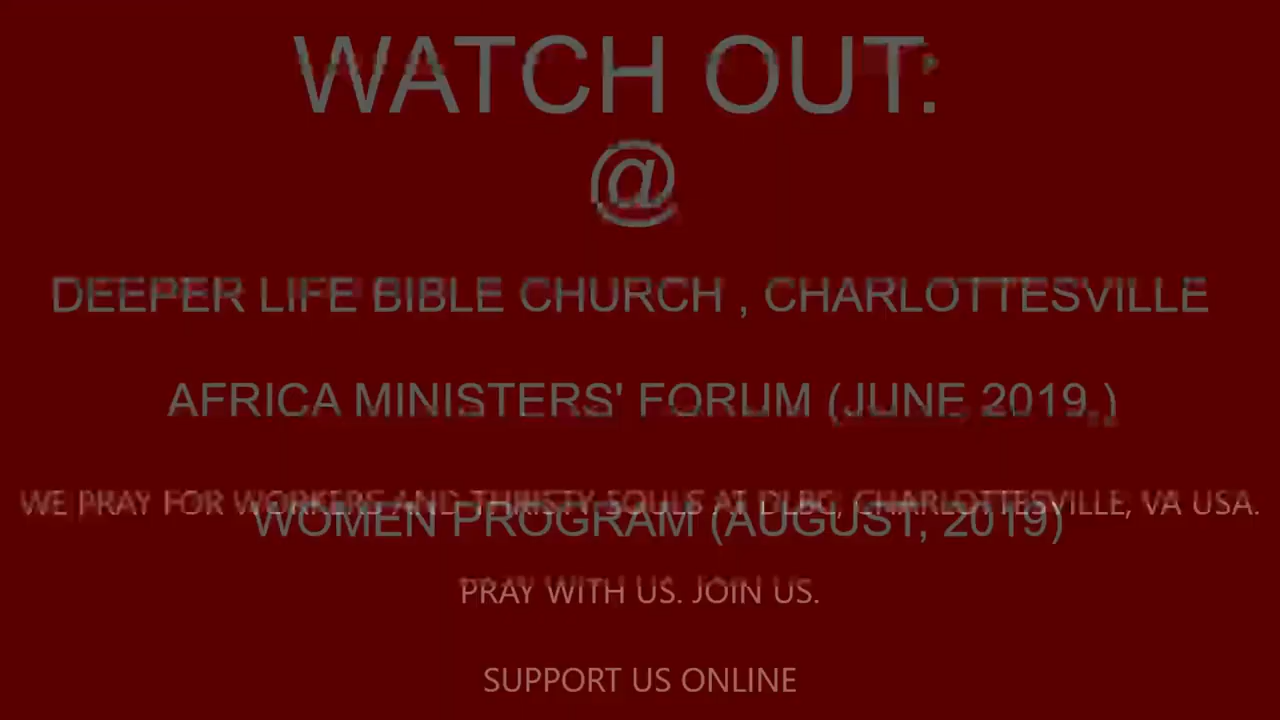 WATCH OUT:
@
DEEPER LIFE BIBLE CHURCH , CHARLOTTESVILLE
AFRICA MINISTERS' FORUM (JUNE 2019,)
WE PRAY FOR WORKERS AND THIRSTY SOULS AT DLBC, CHARLOTTESVILLE, VA USA.
WOMEN PROGRAM (AUGUST, 2019)
PRAY WITH US. JOIN US.
SUPPORT US ONLINE